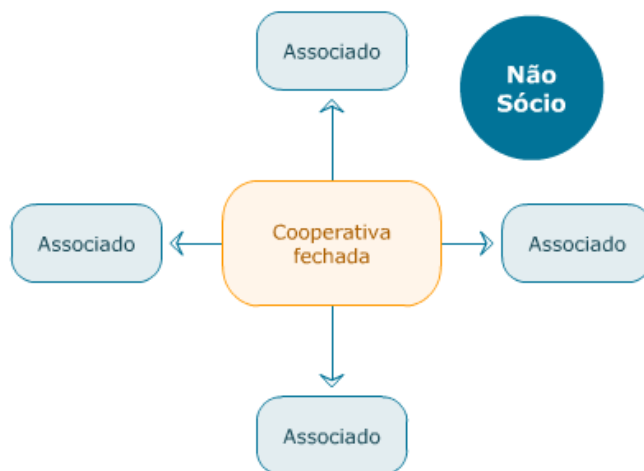 Associado
Não
Sócio
Associado
Cooperativa
fechada
Associado
Associado